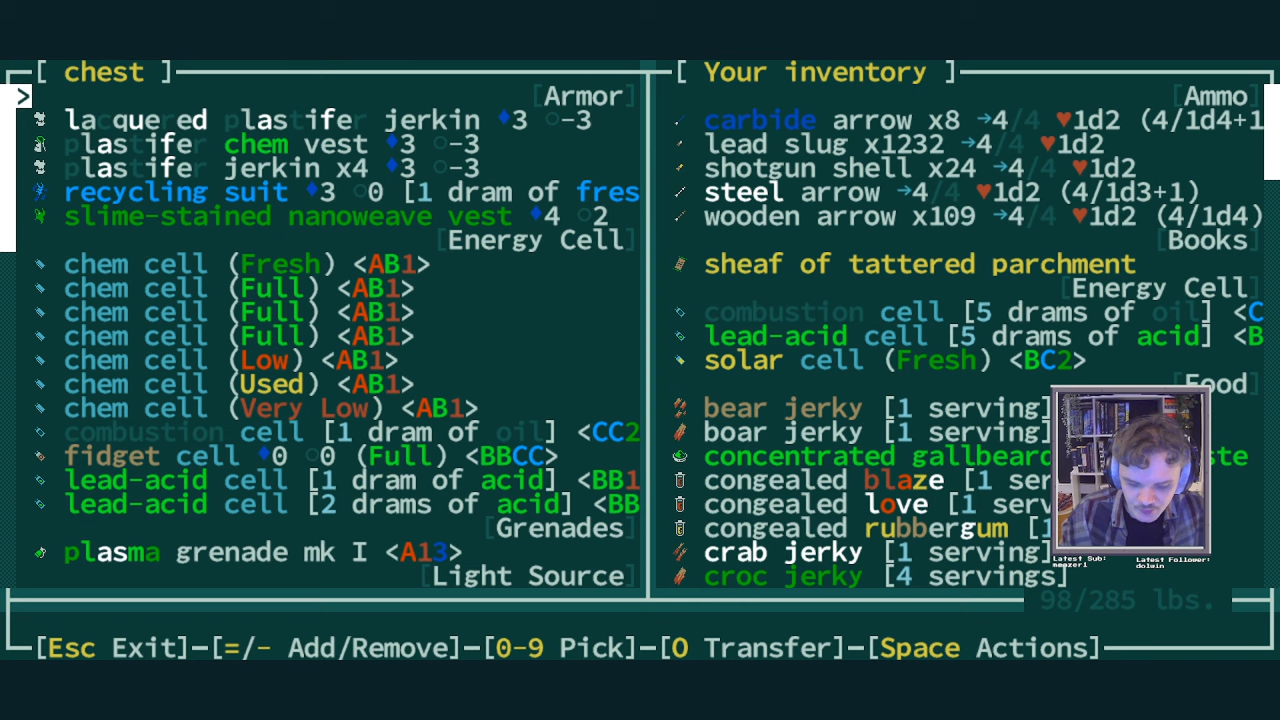 [ chest ]
[Armor]
lacquered plastifer jerkin ♦3 ○-3
plastifer chem vest ♦3 ○-3
plastifer jerkin x4 ♦3 ○-3
recycling suit ♦3 ○0 [1 dram of fres
slime-stained nanoweave vest ♦4 ○2
[Energy Cell]
chem cell (Fresh) <AB1>
chem cell (Full) <AB1>
chem cell (Full) <AB1>
chem cell (Full) <AB1>
chem cell (Low) <AB1>
chem cell (Used) <AB1>
chem cell (Very Low) <AB1>
combustion cell [1 dram of oil] <CC2
fidget cell ♦0 ○0 (Full) <BBCC>
lead-acid cell [1 dram of acid] <BB1
lead-acid cell [2 drams of acid] <BB
[Grenades]
plasma grenade mk I <A13>
[Light Source]
[ Your inventory ]
[Ammo]
carbide arrow x8 →4/4 ♥1d2 (4/1d4+1
lead slug x1232 →4/4 ♥1d2
shotgun shell x24 →4/4 ♥1d2
steel arrow →4/4 ♥1d2 (4/1d3+1)
wooden arrow x109 →4/4 ♥1d2 (4/1d4)
[Books]
sheaf of tattered parchment
[Energy Cell]
combustion cell [5 drams of oil] <C
lead-acid cell [5 drams of acid] <B
solar cell (Fresh) <BC2>
Food]
bear jerky [1 serving]
boar jerky [1 serving]
concentrated gallbeard ste
congealed blaze [1 ser
congealed love [1 serv
congealed rubbergum [1
crab jerky [1 serving]
croc jerky [4 servings]
Latest Sub:
Latest Follower:
dolwin
98/285 lbs.
[Esc Exit]-[=/- Add/Remove]-[0-9 Pick]-[O Transfer]-[Space Actions]